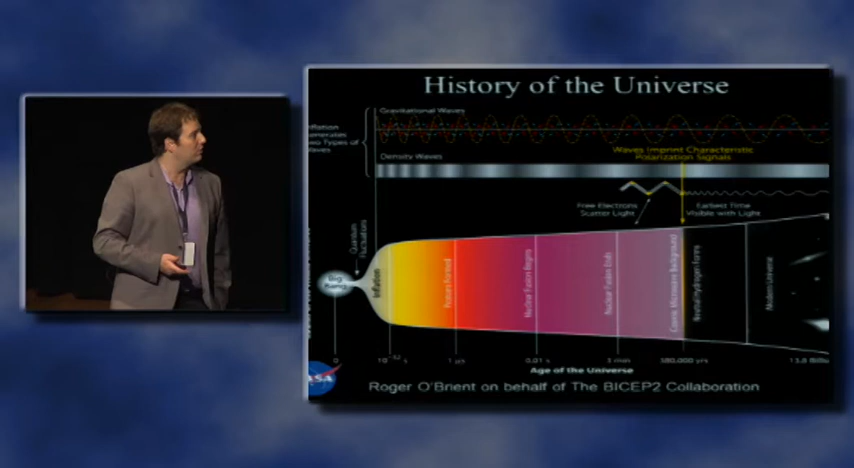 History of the Universe
Gravitational Waves
Inflation
Generates
Two Types of
Waves
Waves Imprint Characteristic
Polarization Signals
Density Waves
Free Electrons
Scatter Light
Earliest Time
Visible with Light
Quantum
Fluctuations
Big
Bang
Inflation
Protons Formed
Nuclear Fusion Begins
Nuclear Fusion Ends
Cosmic Microwave Background
Neutral Hydrogen Forms
Modern Universe
0
1 µs
0.01 s
3 min
380,000 yrs
Age of the Universe
NASA
Roger O'Brient on behalf of The BICEP2 Collaboration